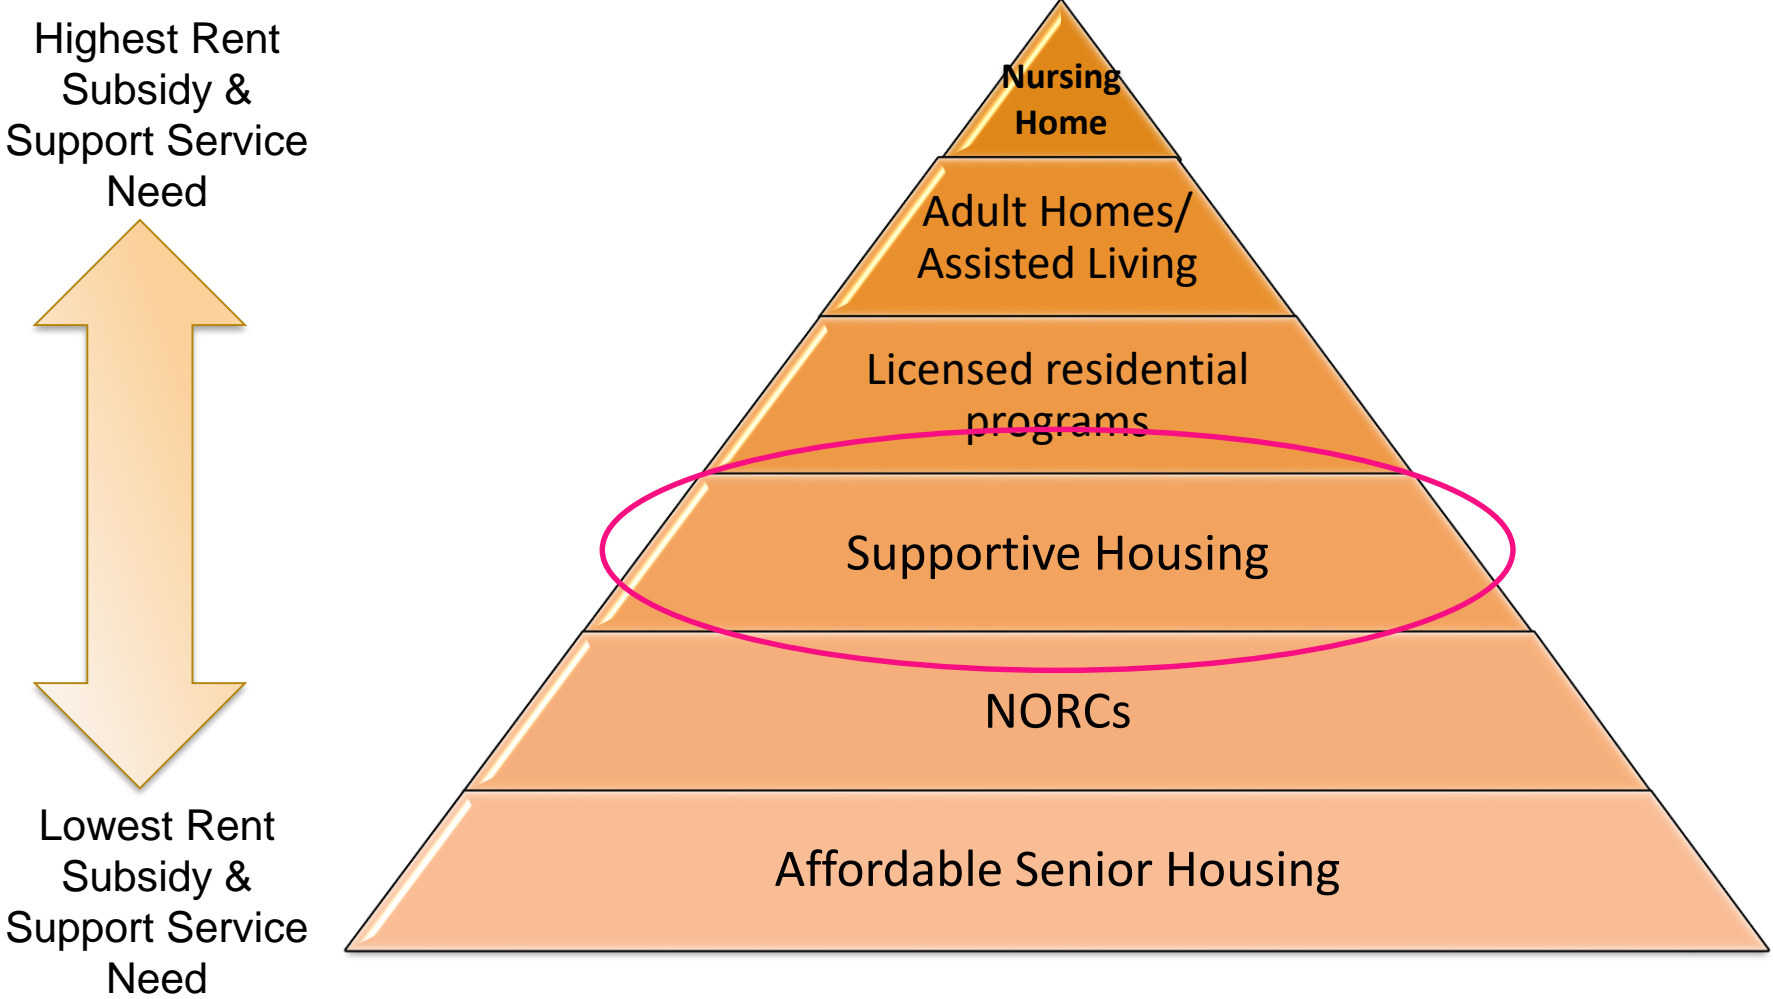 Highest Rent
Subsidy &
Support Service
Need
Lowest Rent
Subsidy &
Support Service
Need
Nursing
Home
Adult Homes/
Assisted Living
Licensed residential
programs
Supportive Housing
NORCs
Affordable Senior Housing